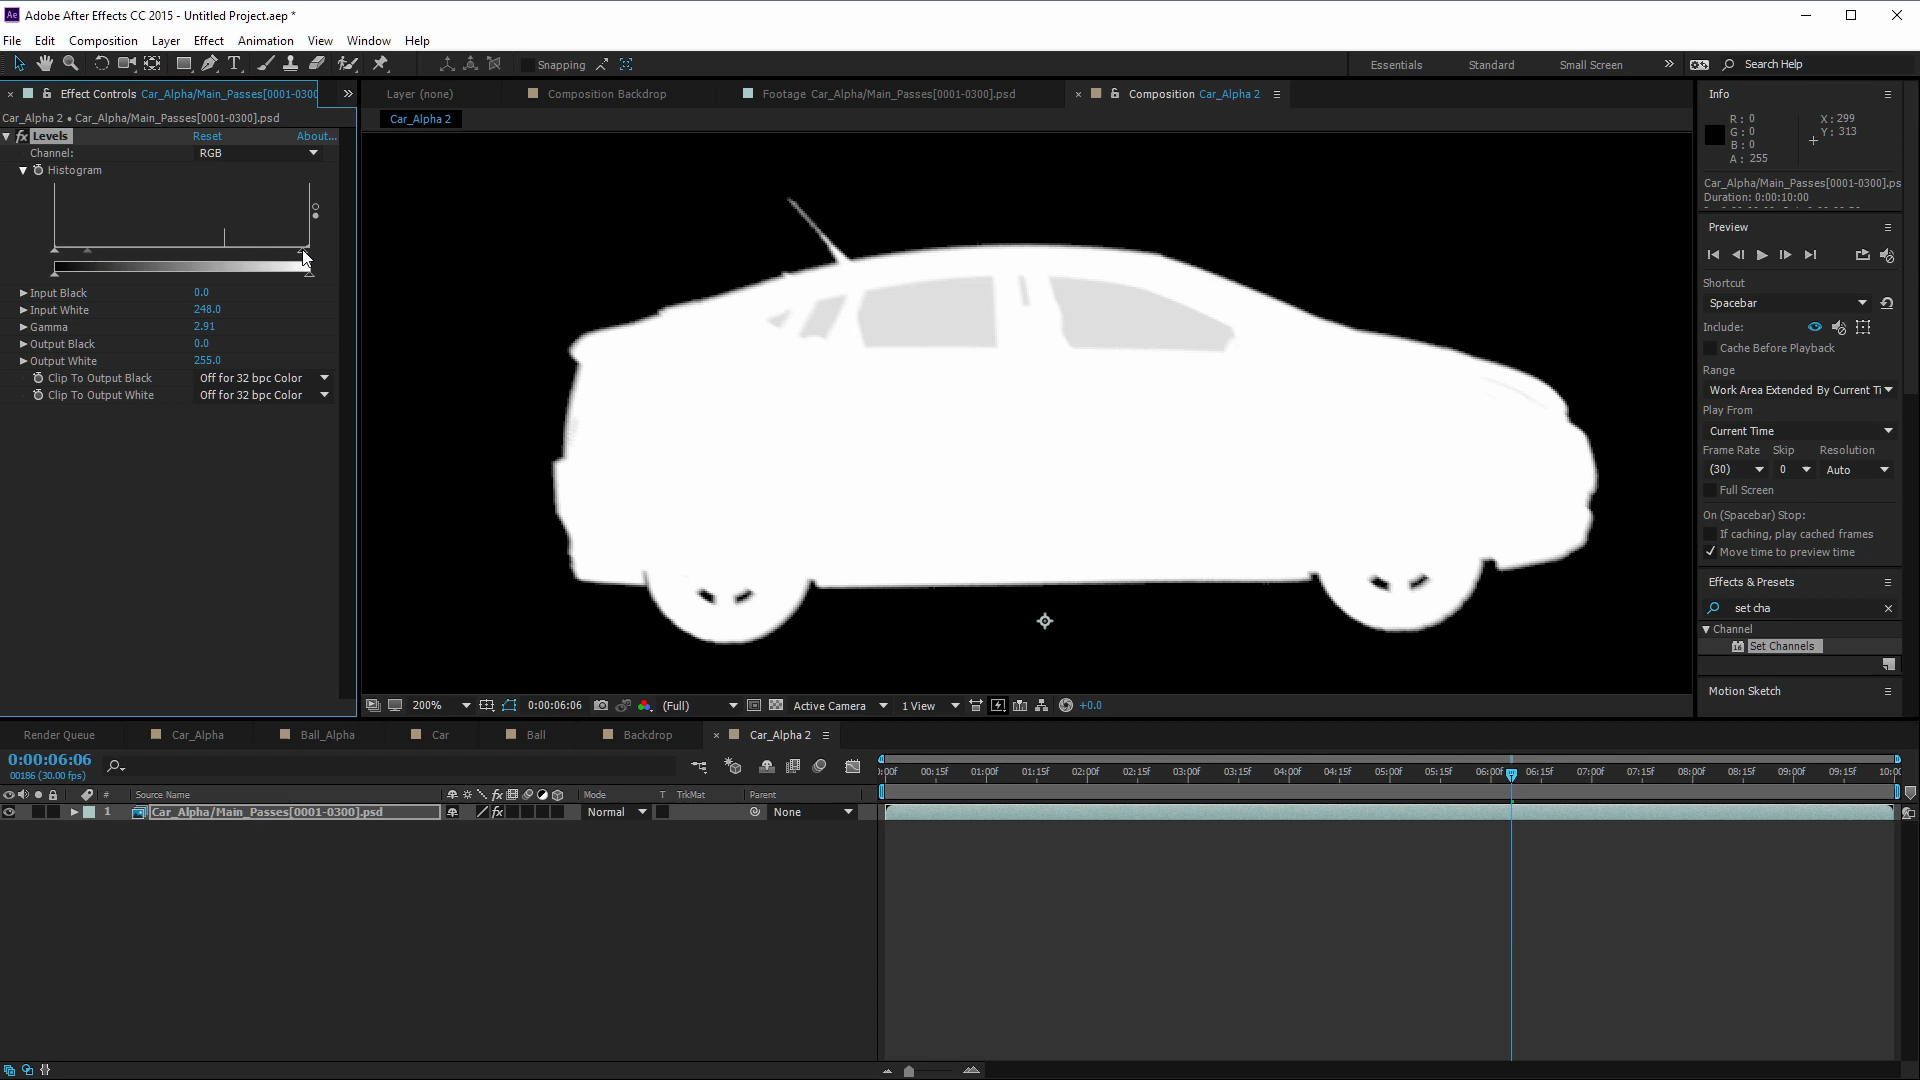 Adobe After Effects CC 2015 - Untitled Project.aep *
File Edit Composition Layer Effect Animation View Window Help
Snapping
Essentials Standard Small Screen Search Help
Effect Controls Car_Alpha/Main_Passes[0001-0300
Car_Alpha 2 • Car_Alpha/Main_Passes[0001-0300].psd
fx Levels Reset About...
Channel: RGB
Histogram
Input Black 0.0
Input White 248.0
Gamma 2.91
Output Black 0.0
Output White 255.0
Clip To Output Black Off for 32 bpc Color
Clip To Output White Off for 32 bpc Color
Layer (none) Composition Backdrop Footage Car_Alpha/Main_Passes[0001-0300].psd Composition Car_Alpha 2
Car_Alpha 2
200% 0:00:06:06 (Full) Active Camera 1 View +0.0
Info
R: 0 X: 299
G: 0 Y: 313
B: 0
A: 255
Car_Alpha/Main_Passes[0001-0300].ps
Duration: 0:00:10:00
Preview
Shortcut
Spacebar
Include:
Cache Before Playback
Range
Work Area Extended By Current Ti
Play From
Current Time
Frame Rate Skip Resolution
(30) 0 Auto
Full Screen
On (Spacebar) Stop:
If caching, play cached frames
Move time to preview time
Effects & Presets
set cha
Channel
Set Channels
Motion Sketch
Render Queue Car_Alpha Ball_Alpha Car Ball Backdrop Car_Alpha 2
0:00:06:06
00186 (30.00 fps)
:00f 00:15f 01:00f 01:15f 02:00f 02:15f 03:00f 03:15f 04:00f 04:15f 05:00f 05:15f 06:00f 06:15f 07:00f 07:15f 08:00f 08:15f 09:00f 09:15f 10:0
# Source Name Mode T TrkMat Parent
1 Car_Alpha/Main_Passes[0001-0300].psd fx Normal None